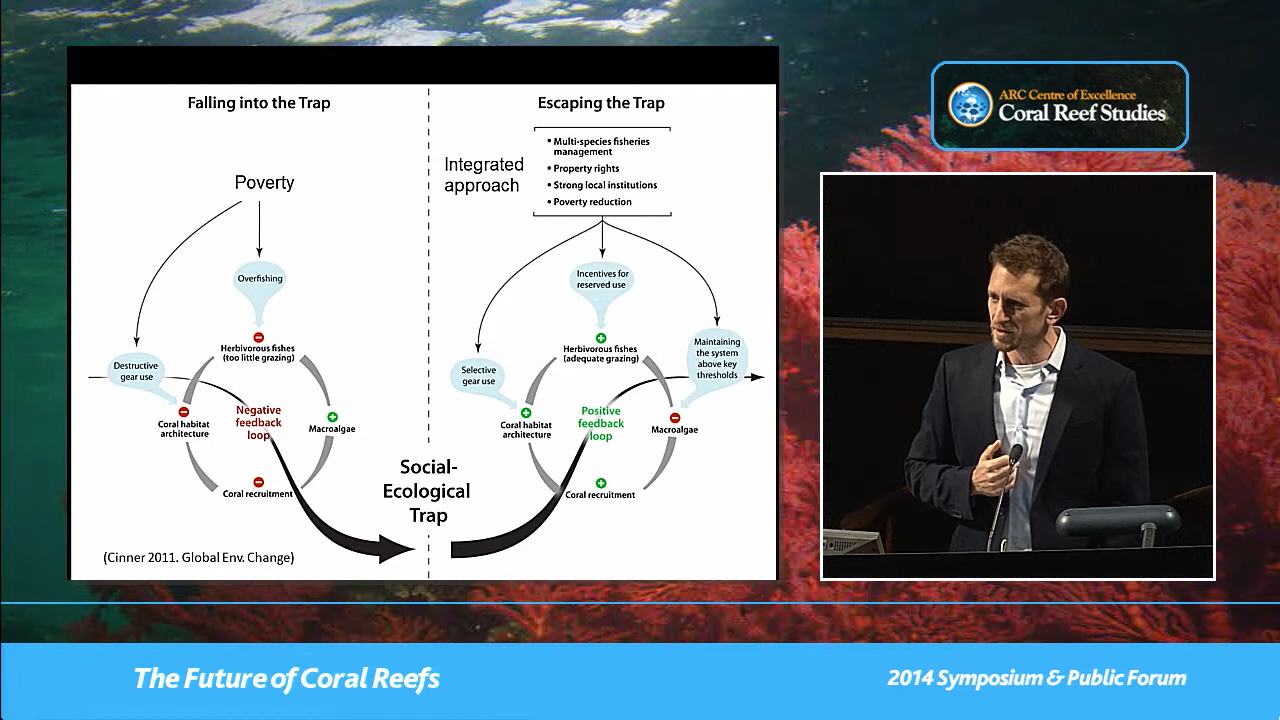 Falling into the Trap
Poverty
Overfishing
Herbivorous fishes
(too little grazing)
Destructive
gear use
Coral habitat
architecture
Negative
feedback
loop
Macroalgae
Coral recruitment
(Cinner 2011. Global Env. Change)
Social-
Ecological
Trap
Escaping the Trap
Integrated
approach
• Multi-species fisheries
management
• Property rights
• Strong local institutions
• Poverty reduction
Incentives for
reserved use
Herbivorous fishes
(adequate grazing)
Maintaining
the system
above key
thresholds
Selective
gear use
Coral habitat
architecture
Positive
feedback
loop
Macroalgae
Coral recruitment
ARC Centre of Excellence
Coral Reef Studies
The Future of Coral Reefs
2014 Symposium & Public Forum